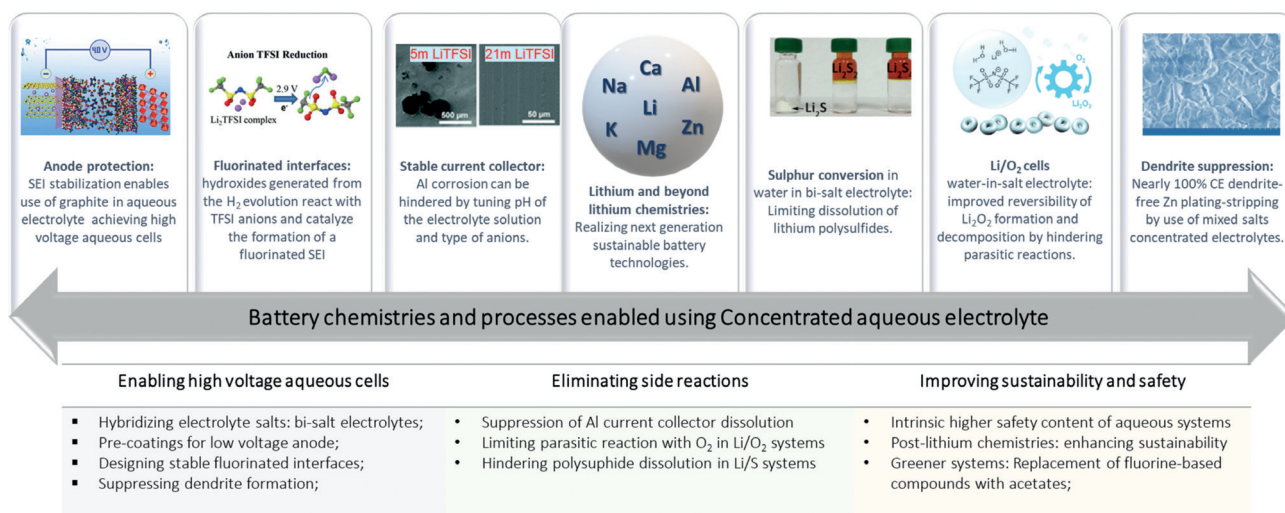 4.0 V
−
+
Anode protection:
SEI stabilization enables
use of graphite in aqueous
electrolyte achieving high
voltage aqueous cells
Anion TFSI Reduction
2.9 V
e⁻
Li₂TFSI complex
Fluorinated interfaces:
hydroxides generated from
the H₂ evolution react with
TFSI anions and catalyze
the formation of a
fluorinated SEI
5m LiTFSI
21m LiTFSI
500 μm
50 μm
Stable current collector:
Al corrosion can be
hindered by tuning pH of
the electrolyte solution
and type of anions.
Ca
Na
Al
Li
K
Zn
Mg
Lithium and beyond
lithium chemistries:
Realizing next generation
sustainable battery
technologies.
Li₂S
Li₂S₂
Li₂S
Sulphur conversion in
water in bi-salt electrolyte:
Limiting dissolution of
lithium polysulfides.
O₂
Li₂O₂
Li/O₂ cells
water-in-salt electrolyte:
improved reversibility of
Li₂O₂ formation and
decomposition by hindering
parasitic reactions.
Dendrite suppression:
Nearly 100% CE dendrite-
free Zn plating-stripping
by use of mixed salts
concentrated electrolytes.
Battery chemistries and processes enabled using Concentrated aqueous electrolyte
Enabling high voltage aqueous cells
▪ Hybridizing electrolyte salts: bi-salt electrolytes;
▪ Pre-coatings for low voltage anode;
▪ Designing stable fluorinated interfaces;
▪ Suppressing dendrite formation;
Eliminating side reactions
• Suppression of Al current collector dissolution
• Limiting parasitic reaction with O₂ in Li/O₂ systems
• Hindering polysuphide dissolution in Li/S systems
Improving sustainability and safety
• Intrinsic higher safety content of aqueous systems
• Post-lithium chemistries: enhancing sustainability
• Greener systems: Replacement of fluorine-based
compounds with acetates;